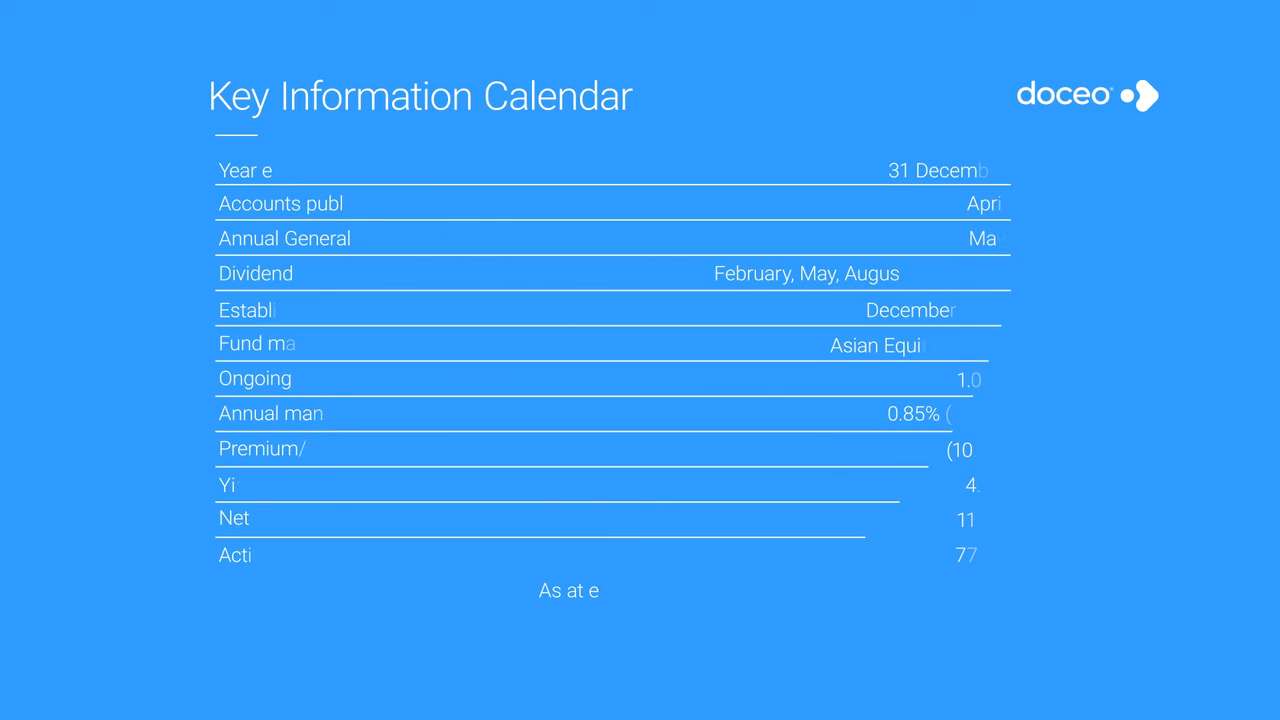 Key Information Calendar
doceo
Year e 31 Decemb
Accounts publ Apri
Annual General Ma
Dividend February, May, Augus
Establi December
Fund ma Asian Equi
Ongoing 1.0
Annual man 0.85% (
Premium/ (10
Yi 4.
Net 11
Acti 77
As at e